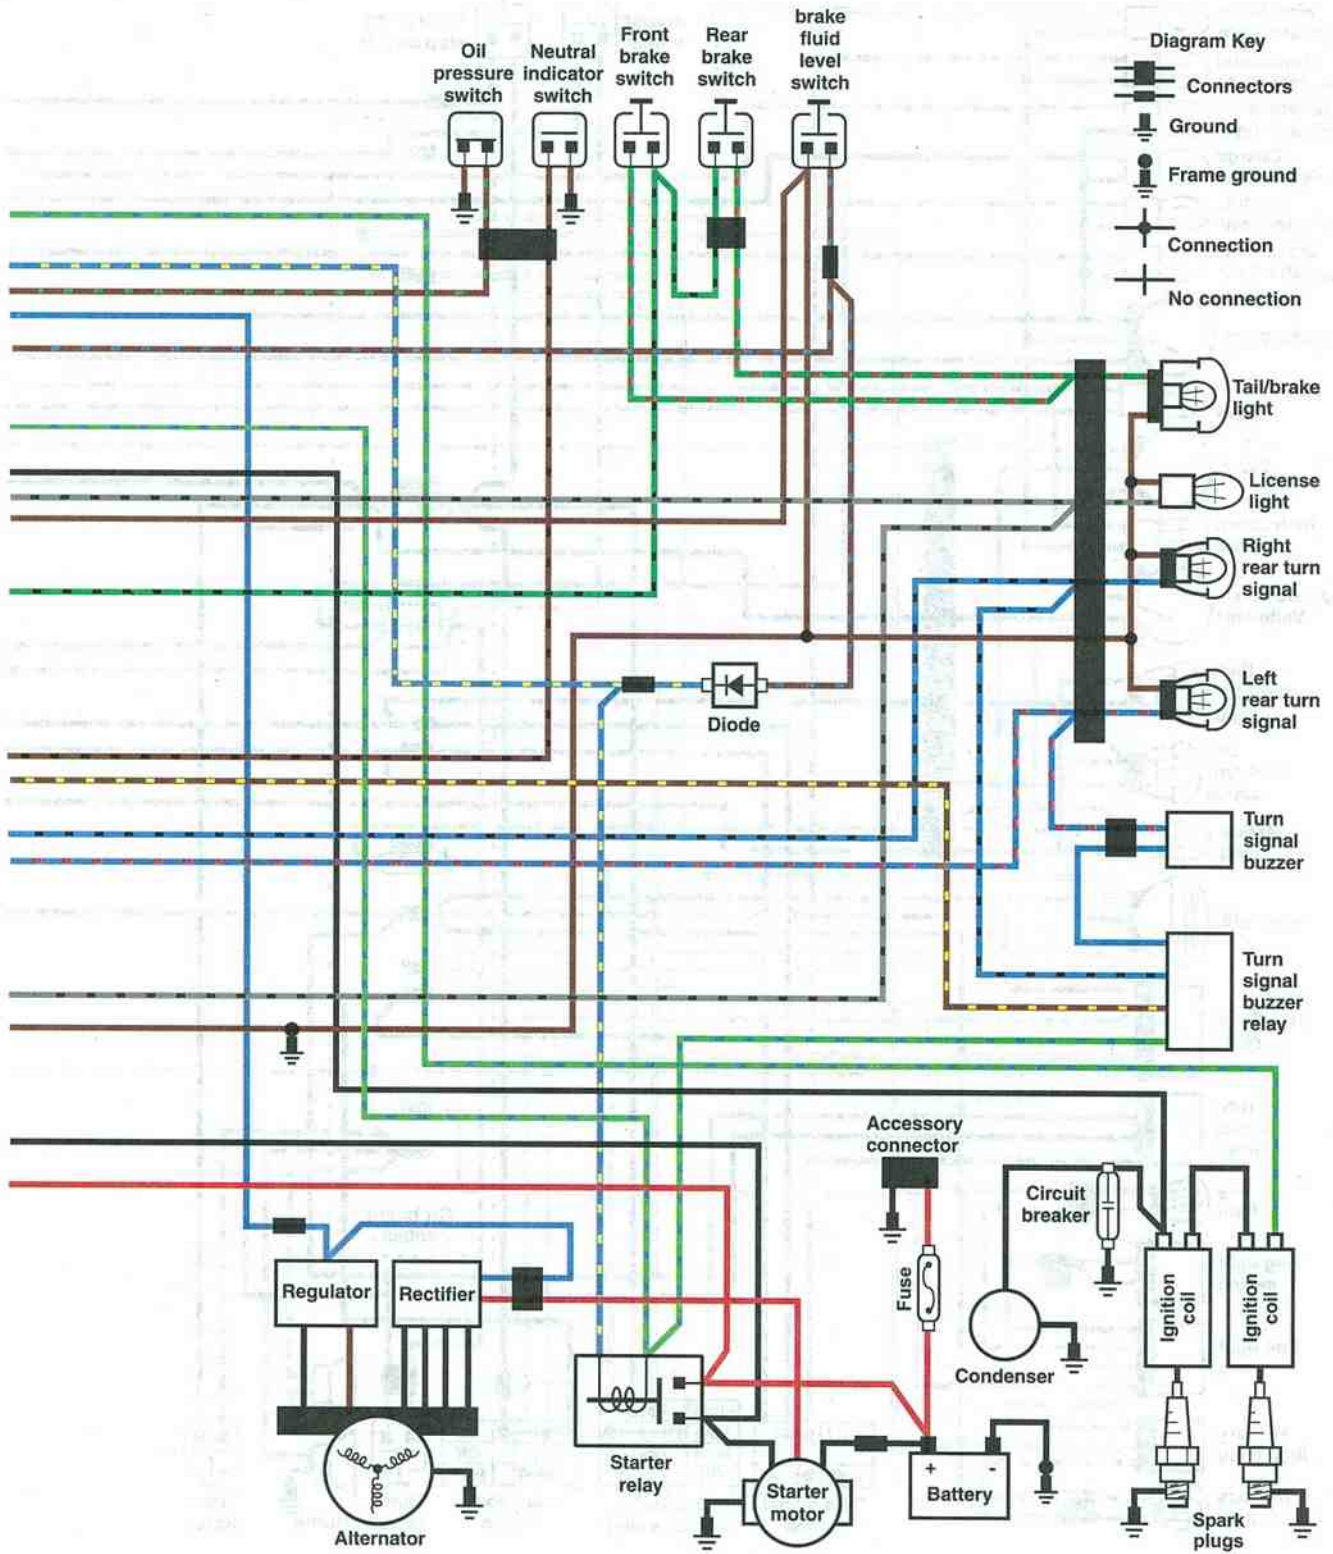 Oil
pressure
switch
Neutral
indicator
switch
Front
brake
switch
Rear
brake
switch
brake
fluid
level
switch
Diagram Key
Connectors
Ground
Frame ground
Connection
No connection
Tail/brake
light
License
light
Right
rear turn
signal
Left
rear turn
signal
Diode
Turn
signal
buzzer
Turn
signal
buzzer
relay
Accessory
connector
Circuit
breaker
Fuse
Regulator
Rectifier
Ignition
coil
Ignition
coil
Condenser
Starter
relay
Starter
motor
+
-
Battery
Alternator
Spark
plugs